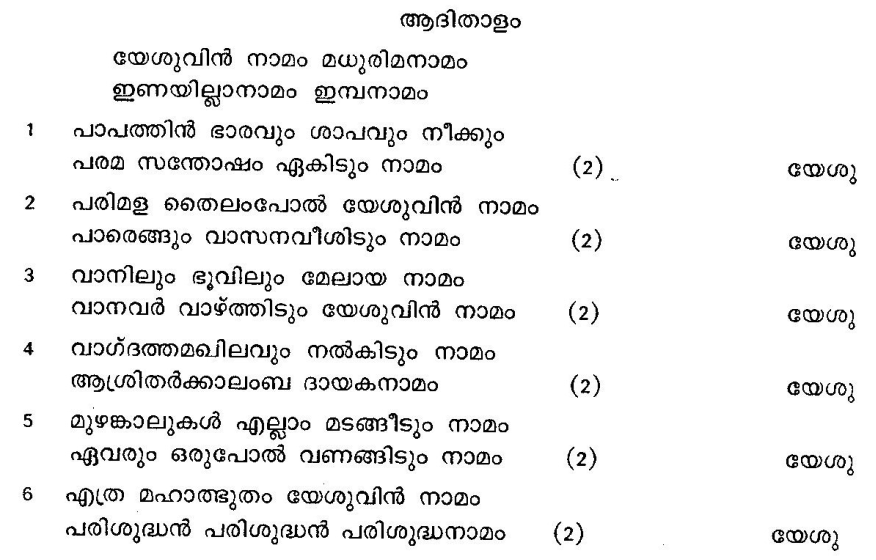 ആദിതാളം
യേശുവിൻ നാമം മധുരിമനാമം
ഇണയില്ലാനാമം ഇമ്പനാമം
1 പാപത്തിൻ ഭാരവും ശാപവും നീക്കും
പരമ സന്തോഷം ഏകിടും നാമം (2) യേശു
2 പരിമള തൈലംപോൽ യേശുവിൻ നാമം
പാരെങ്ങും വാസനവീശിടും നാമം (2) യേശു
3 വാനിലും ഭൂവിലും മേലായ നാമം
വാനവർ വാഴ്ത്തിടും യേശുവിൻ നാമം (2) യേശു
4 വാഗ്ദത്തമഖിലവും നൽകിടും നാമം
ആശ്രിതർക്കാലംബ ദായകനാമം (2) യേശു
5 മുഴങ്കാലുകൾ എല്ലാം മടങ്ങീടും നാമം
ഏവരും ഒരുപോൽ വണങ്ങിടും നാമം (2) യേശു
6 എത്ര മഹാത്ഭുതം യേശുവിൻ നാമം
പരിശുദ്ധൻ പരിശുദ്ധൻ പരിശുദ്ധനാമം (2) യേശു